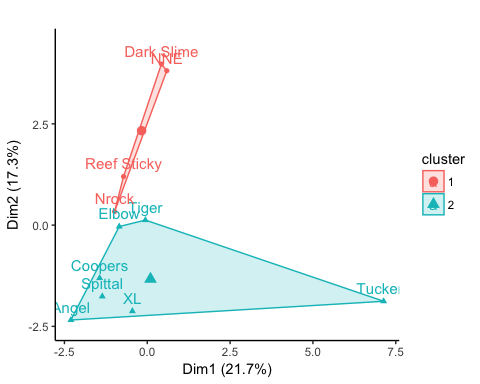 Dark Slime
NNE
Reef Sticky
Nrock
Elbow
Tiger
Coopers
Spittal
XL
Angel
Tucker
2.5
0.0
-2.5
-2.5
0.0
2.5
5.0
7.5
Dim1 (21.7%)
Dim2 (17.3%)
cluster
1
2